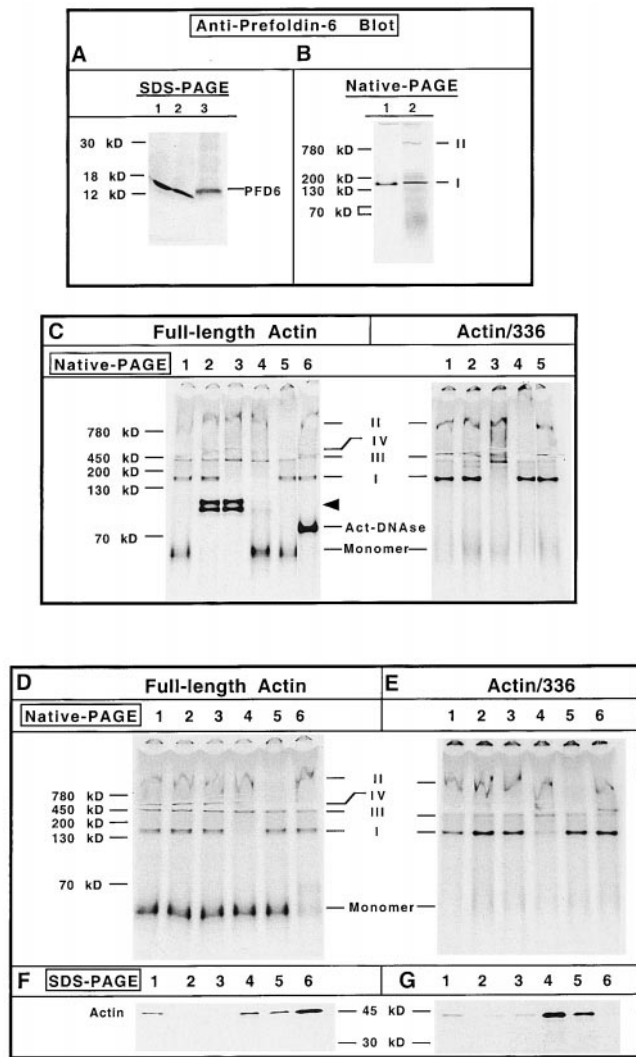 Anti-Prefoldin-6 Blot
A
B
SDS-PAGE
1 2 3
30 kD
18 kD
12 kD
PFD6
Native-PAGE
1 2
780 kD
200 kD
130 kD
70 kD
II
I
C
Full-length Actin
Actin/336
Native-PAGE 1 2 3 4 5 6
1 2 3 4 5
780 kD
450 kD
200 kD
130 kD
70 kD
II
IV
III
I
Act-DNAse
Monomer
D
Full-length Actin
E
Actin/336
Native-PAGE 1 2 3 4 5 6
1 2 3 4 5 6
780 kD
450 kD
200 kD
130 kD
70 kD
II
IV
III
I
Monomer
F
SDS-PAGE 1 2 3 4 5 6
G
1 2 3 4 5 6
Actin
45 kD
30 kD